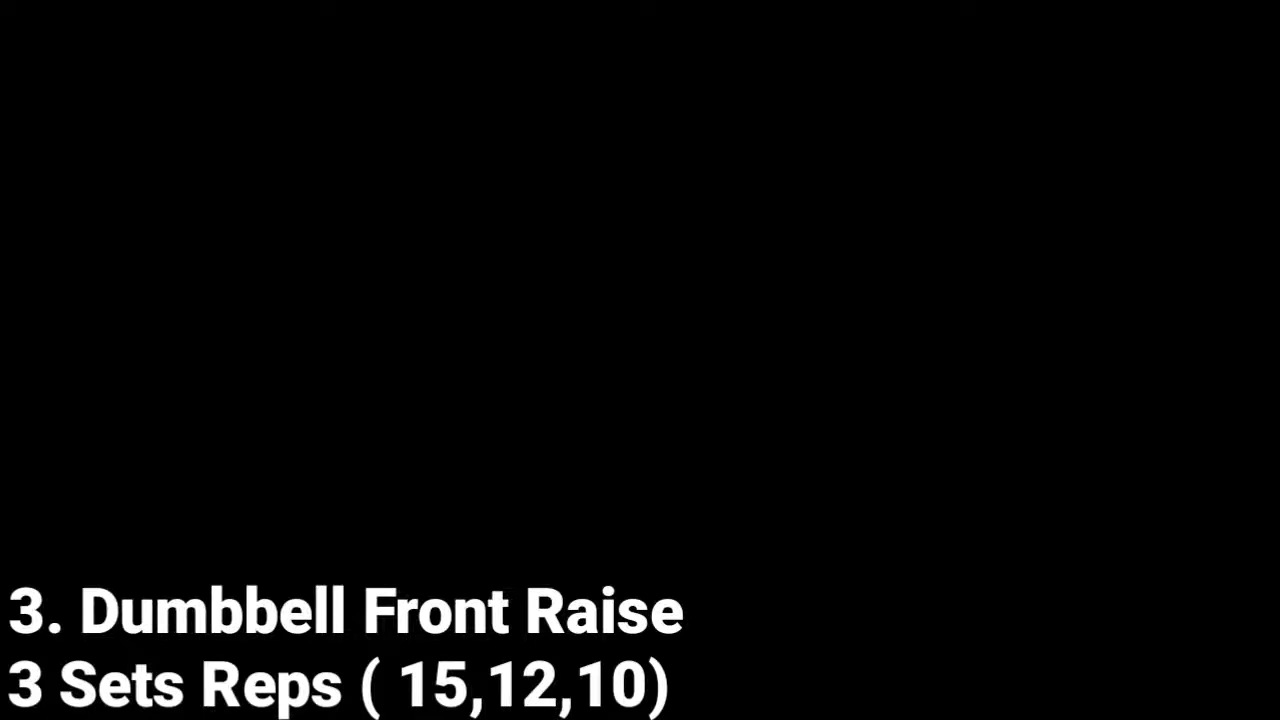 3. Dumbbell Front Raise
3 Sets Reps ( 15,12,10)